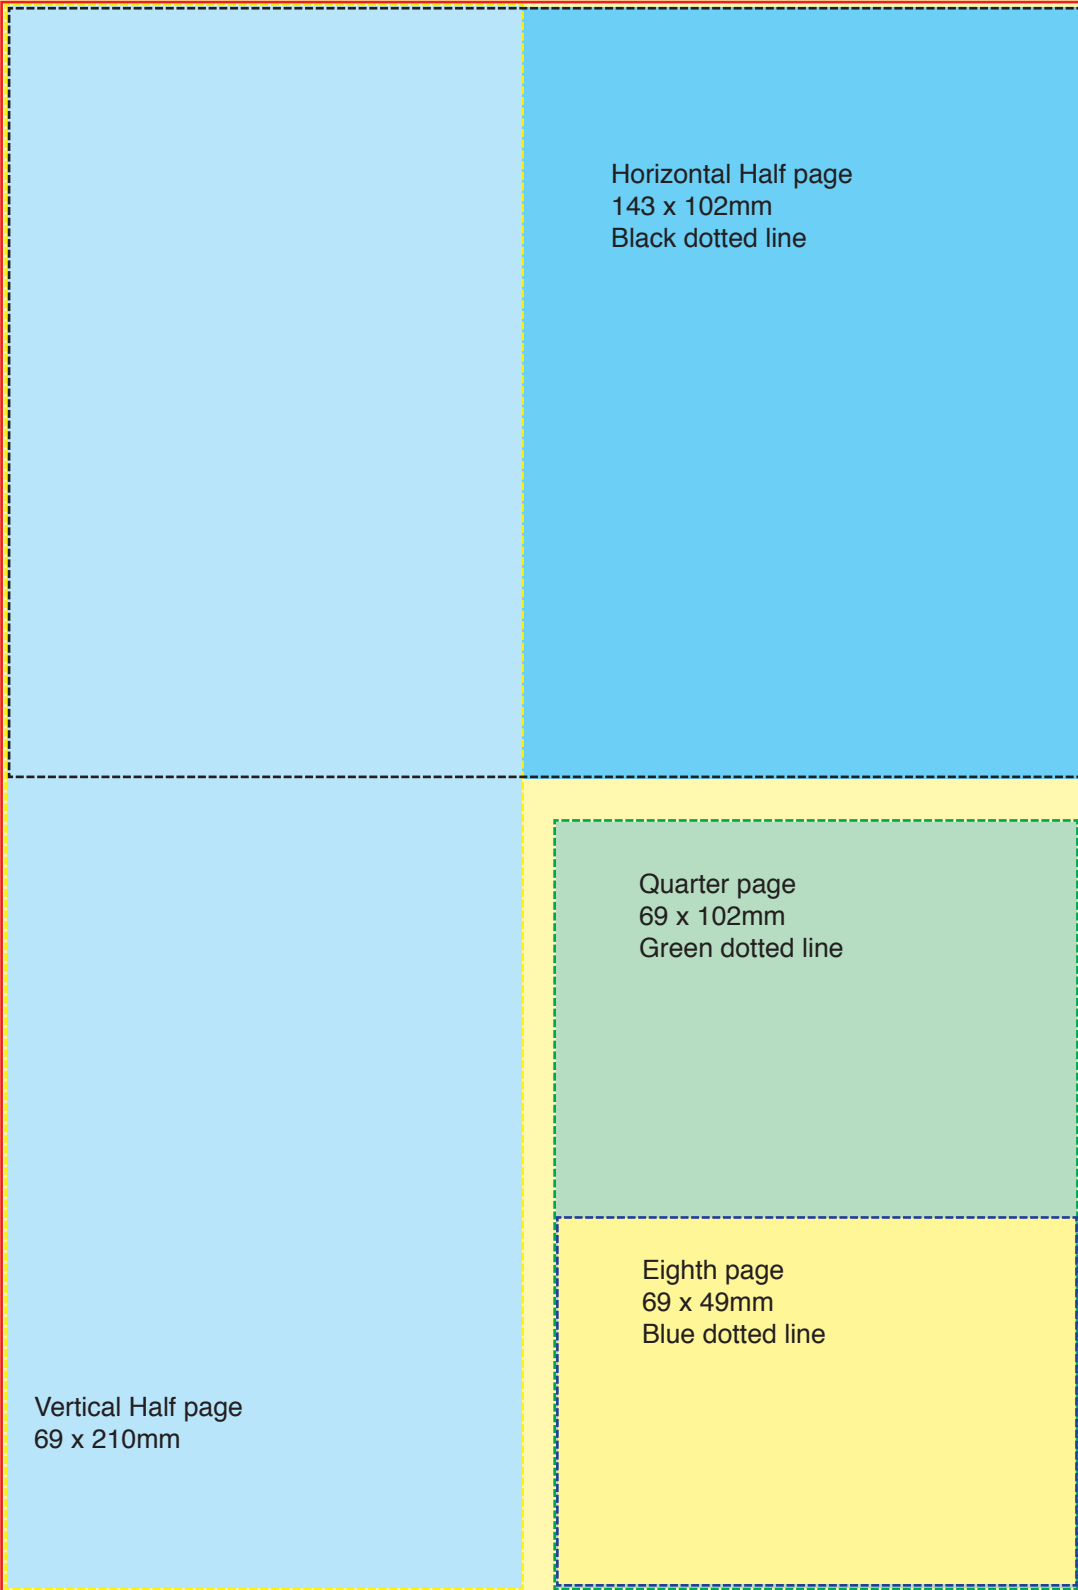 Horizontal Half page
143 x 102mm
Black dotted line
Quarter page
69 x 102mm
Green dotted line
Eighth page
69 x 49mm
Blue dotted line
Vertical Half page
69 x 210mm